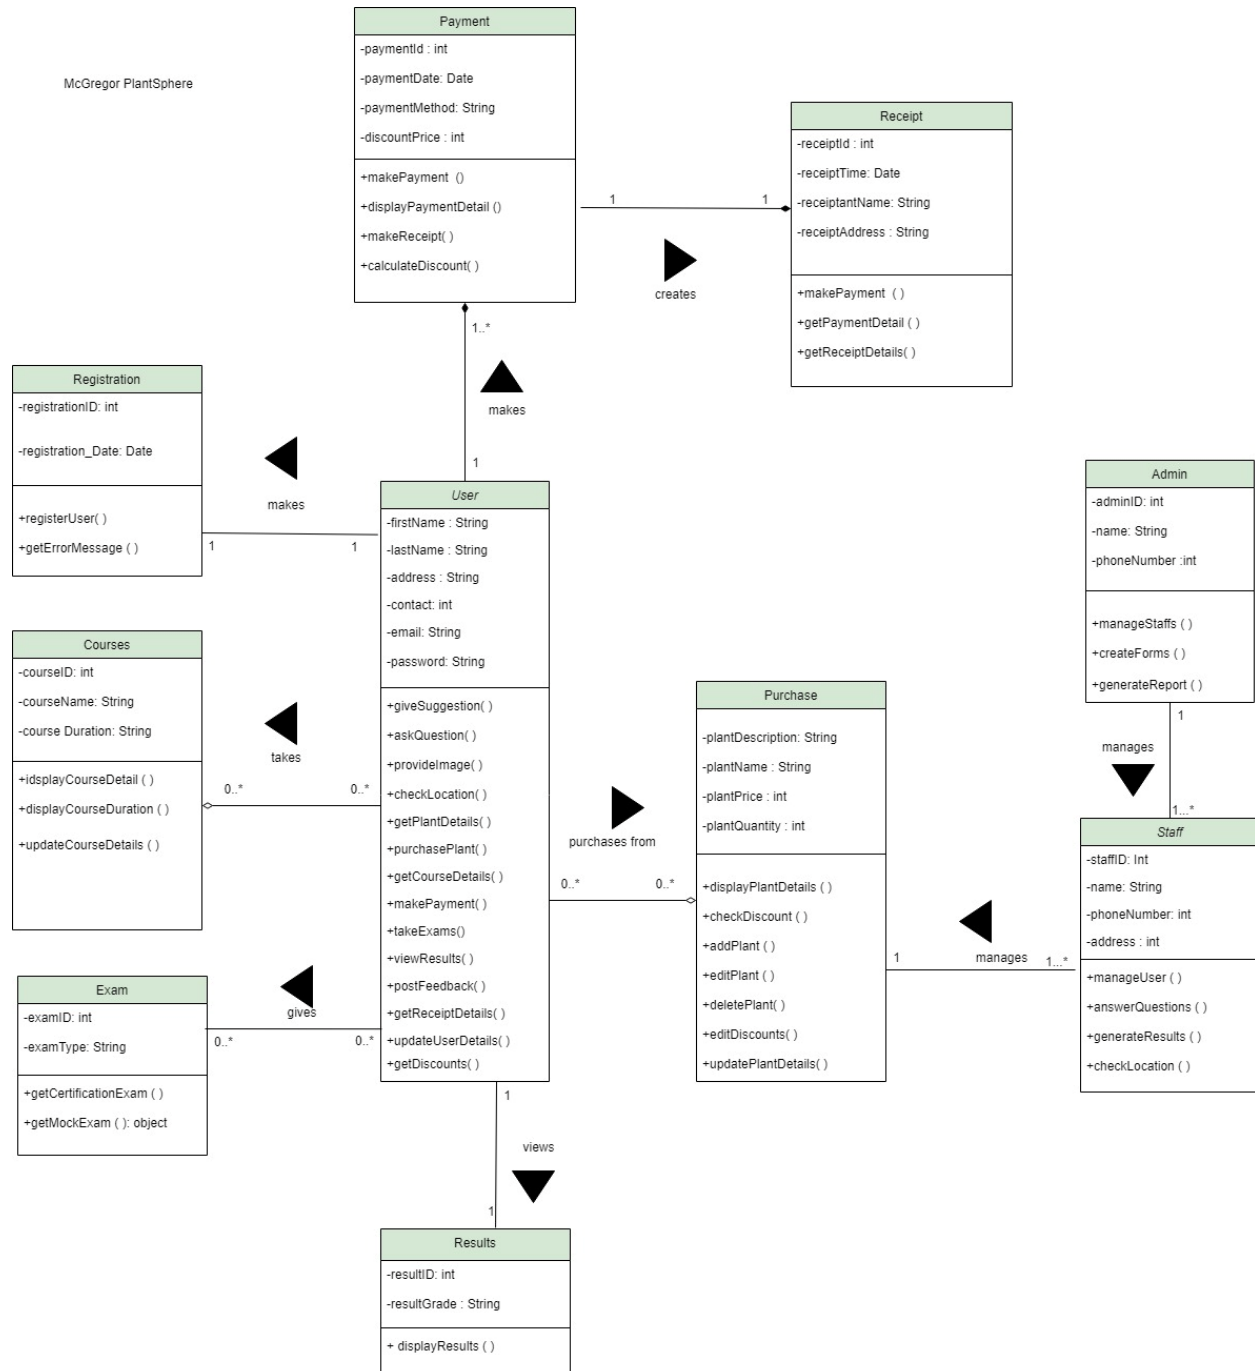 McGregor PlantSphere
Payment
-paymentId : int
-paymentDate: Date
-paymentMethod: String
-discountPrice : int
+makePayment ()
+displayPaymentDetail ()
+makeReceipt( )
+calculateDiscount( )
Receipt
-receiptId : int
-receiptTime: Date
-receiptantName: String
-receiptAddress : String
+makePayment ( )
+getPaymentDetail ( )
+getReceiptDetails( )
1
1
creates
1..*
makes
1
Registration
-registrationID: int
-registration_Date: Date
+registerUser( )
+getErrorMessage ( )
makes
1
1
User
-firstName : String
-lastName : String
-address : String
-contact: int
-email: String
-password: String
+giveSuggestion( )
+askQuestion( )
+provideImage( )
+checkLocation( )
+getPlantDetails( )
+purchasePlant( )
+getCourseDetails( )
+makePayment( )
+takeExams()
+viewResults( )
+postFeedback( )
+getReceiptDetails( )
+updateUserDetails( )
+getDiscounts( )
Courses
-courseID: int
-courseName: String
-course Duration: String
+idsplayCourseDetail ( )
+displayCourseDuration ( )
+updateCourseDetails ( )
takes
0..*
0..*
Exam
-examID: int
-examType: String
+getCertificationExam ( )
+getMockExam ( ): object
gives
0..*
0..*
purchases from
0..*
0..*
Purchase
-plantDescription: String
-plantName : String
-plantPrice : int
-plantQuantity : int
+displayPlantDetails ( )
+checkDiscount ( )
+addPlant ( )
+editPlant ( )
+deletePlant( )
+editDiscounts( )
+updatePlantDetails( )
Admin
-adminID: int
-name: String
-phoneNumber :int
+manageStaffs ( )
+createForms ( )
+generateReport ( )
1
manages
1...*
Staff
-staffID: Int
-name: String
-phoneNumber: int
-address : int
+manageUser ( )
+answerQuestions ( )
+generateResults ( )
+checkLocation ( )
1
manages
1...*
1
views
1
Results
-resultID: int
-resultGrade : String
+ displayResults ( )